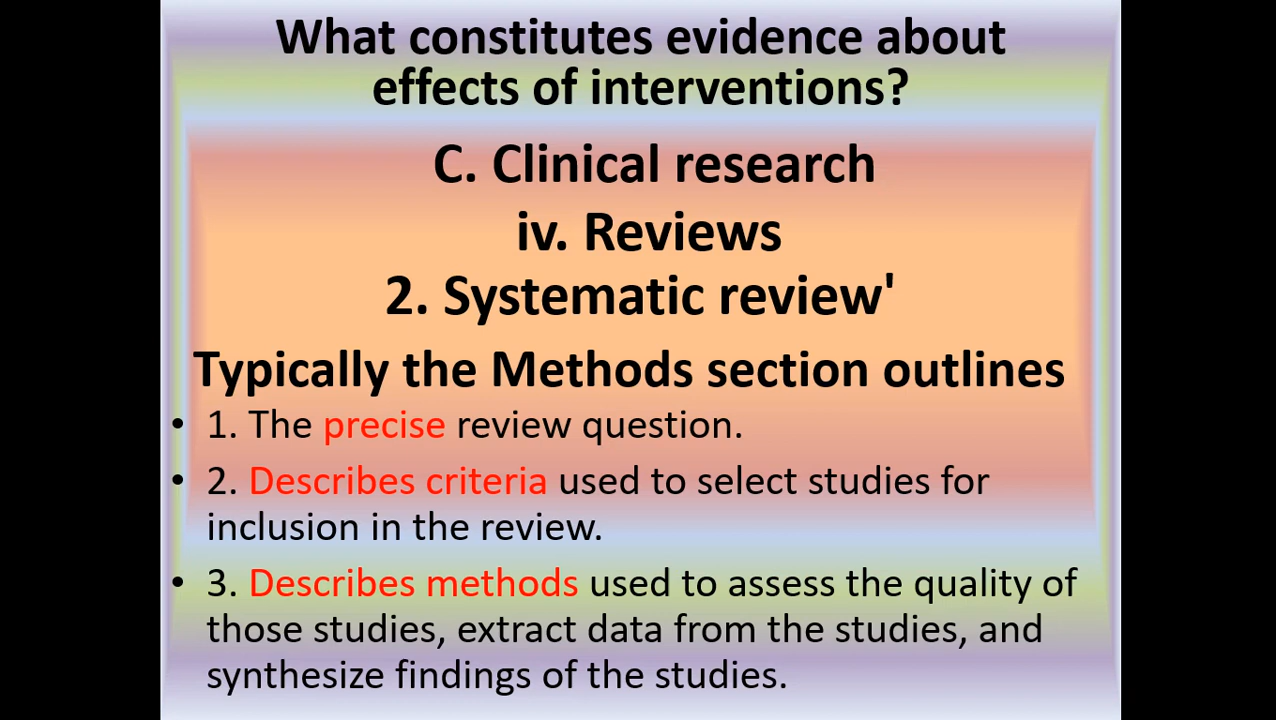 What constitutes evidence about
effects of interventions?
C. Clinical research
iv. Reviews
2. Systematic review'
Typically the Methods section outlines
• 1. The precise review question.
• 2. Describes criteria used to select studies for
inclusion in the review.
• 3. Describes methods used to assess the quality of
those studies, extract data from the studies, and
synthesize findings of the studies.